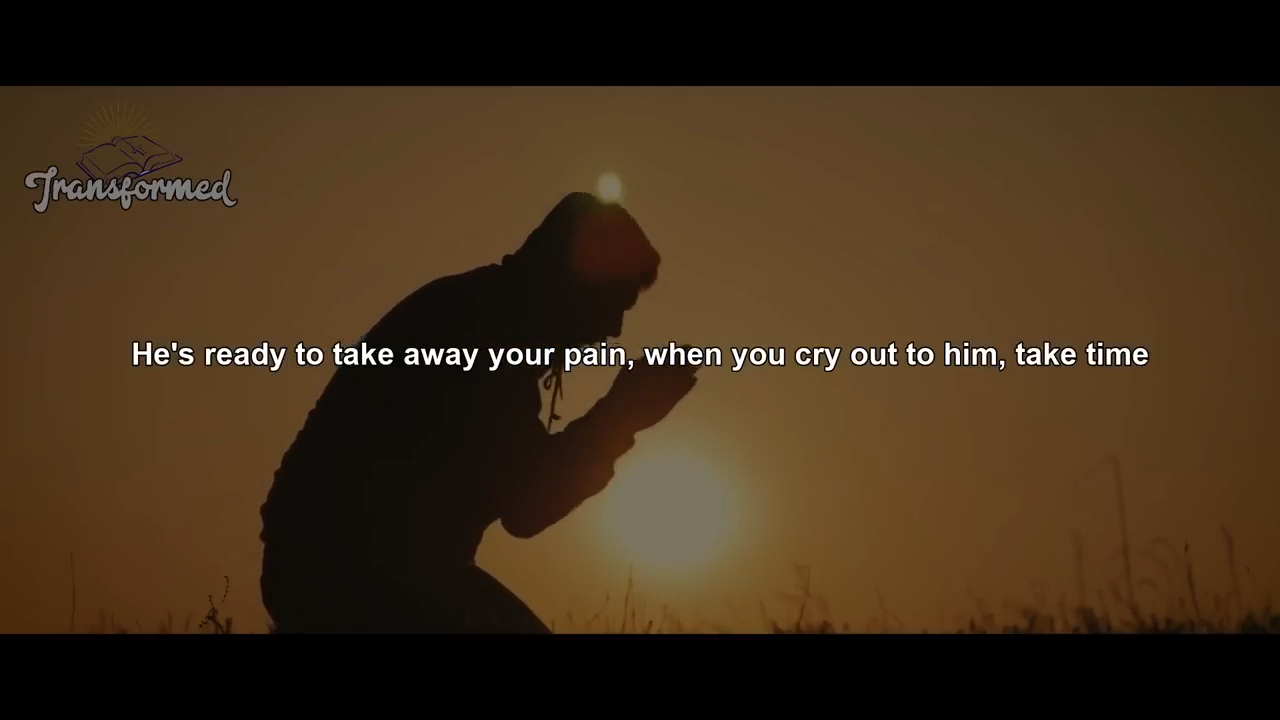 Transformed
He's ready to take away your pain, when you cry out to him, take time